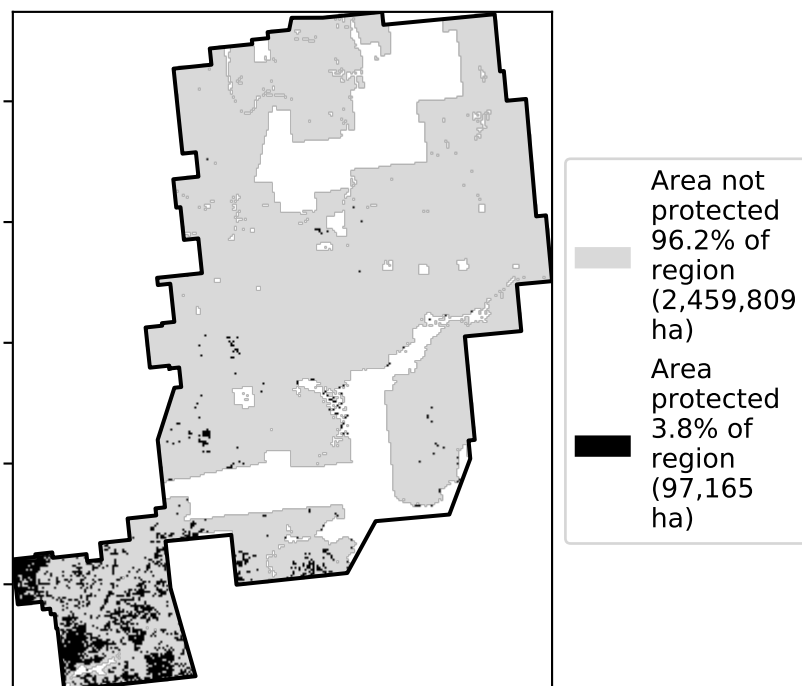 Area not
protected
96.2% of
region
(2,459,809
ha)
Area
protected
3.8% of
region
(97,165
ha)